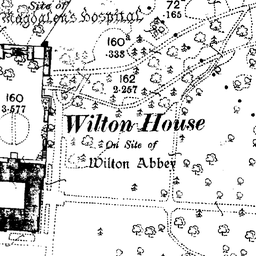 Site of
Magdalen's Hospital
72
165
160
.338
162
2.257
160
3.577
Wilton House
On Site of
Wilton Abbey